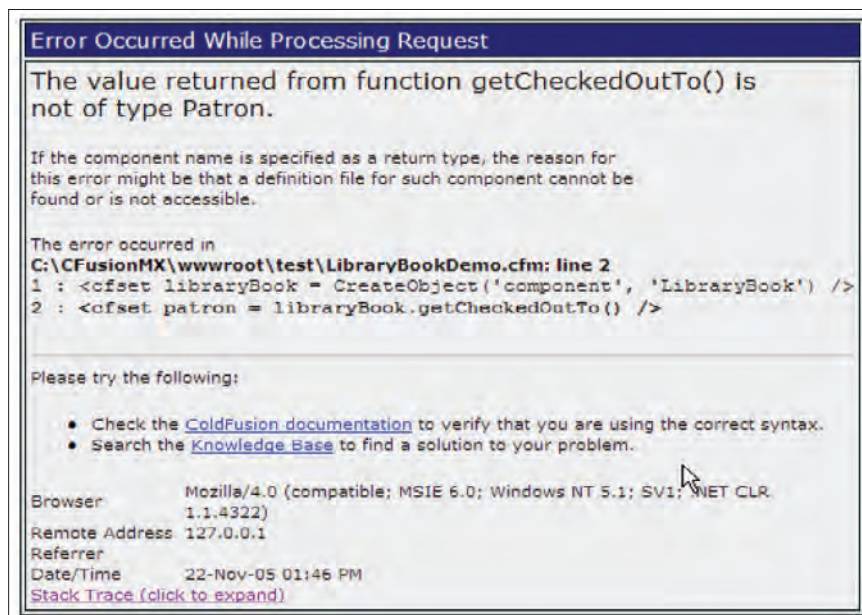 Error Occurred While Processing Request
The value returned from function getCheckedOutTo() is
not of type Patron.
If the component name is specified as a return type, the reason for
this error might be that a definition file for such component cannot be
found or is not accessible.
The error occurred in
C:\CFusionMX\wwwroot\test\LibraryBookDemo.cfm: line 2
1 : <cfset libraryBook = CreateObject('component', 'LibraryBook') />
2 : <cfset patron = libraryBook.getCheckedOutTo() />
Please try the following:
• Check the ColdFusion documentation to verify that you are using the correct syntax.
• Search the Knowledge Base to find a solution to your problem.
Browser Mozilla/4.0 (compatible; MSIE 6.0; Windows NT 5.1; SV1; .NET CLR
1.1.4322)
Remote Address 127.0.0.1
Referrer
Date/Time 22-Nov-05 01:46 PM
Stack Trace (click to expand)